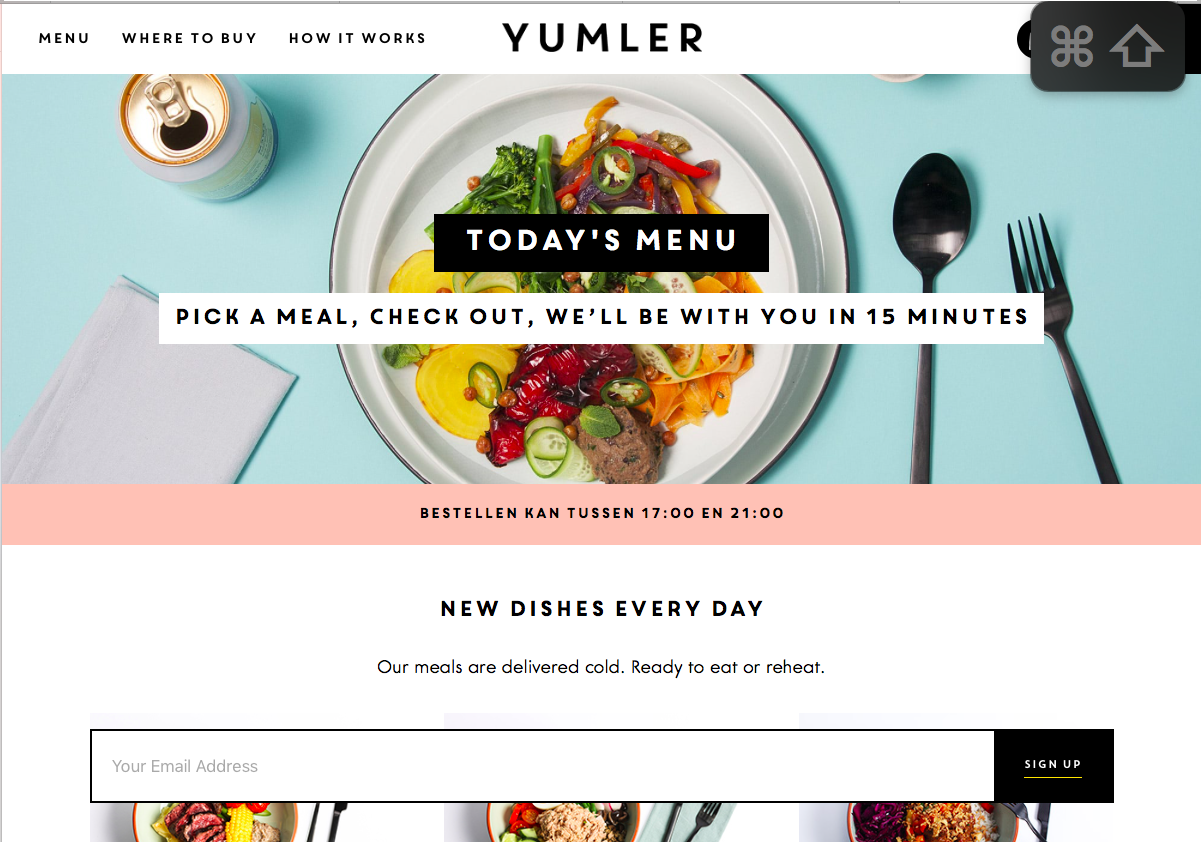 MENU WHERE TO BUY HOW IT WORKS YUMLER
TODAY'S MENU
PICK A MEAL, CHECK OUT, WE’LL BE WITH YOU IN 15 MINUTES
BESTELLEN KAN TUSSEN 17:00 EN 21:00
NEW DISHES EVERY DAY
Our meals are delivered cold. Ready to eat or reheat.
Your Email Address SIGN UP